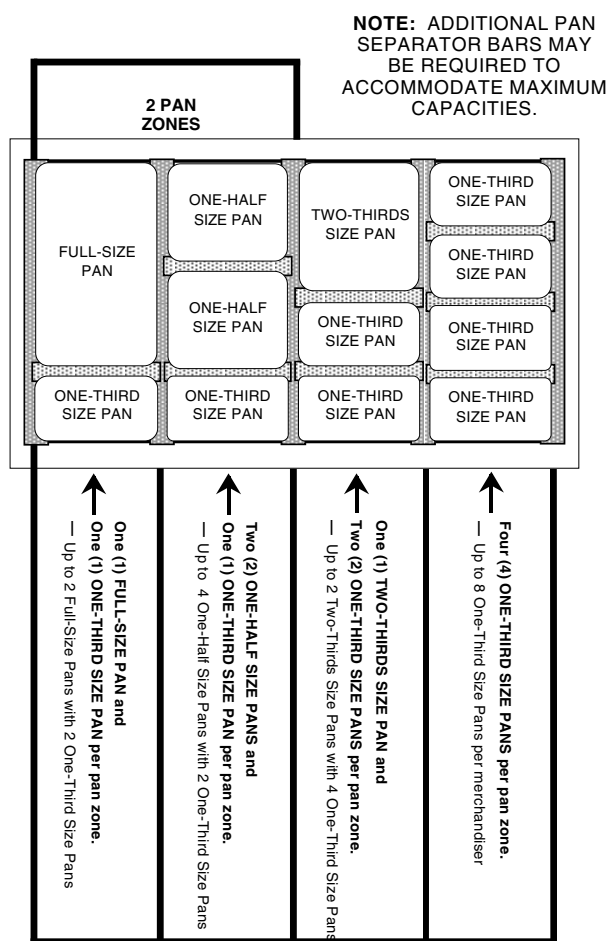 NOTE: ADDITIONAL PAN
SEPARATOR BARS MAY
BE REQUIRED TO
ACCOMMODATE MAXIMUM
CAPACITIES.
2 PAN
ZONES
FULL-SIZE
PAN
ONE-THIRD
SIZE PAN
ONE-HALF
SIZE PAN
ONE-HALF
SIZE PAN
ONE-THIRD
SIZE PAN
TWO-THIRDS
SIZE PAN
ONE-THIRD
SIZE PAN
ONE-THIRD
SIZE PAN
ONE-THIRD
SIZE PAN
ONE-THIRD
SIZE PAN
ONE-THIRD
SIZE PAN
ONE-THIRD
SIZE PAN
One (1) FULL-SIZE PAN and
One (1) ONE-THIRD SIZE PAN per pan zone.
— Up to 2 Full-Size Pans with 2 One-Third Size Pans
Two (2) ONE-HALF SIZE PANS and
One (1) ONE-THIRD SIZE PAN per pan zone.
— Up to 4 One-Half Size Pans with 2 One-Third Size Pans
One (1) TWO-THIRDS SIZE PAN and
Two (2) ONE-THIRD SIZE PANS per pan zone.
— Up to 2 Two-Thirds Size Pans with 4 One-Third Size Pans
Four (4) ONE-THIRD SIZE PANS per pan zone.
— Up to 8 One-Third Size Pans per merchandiser